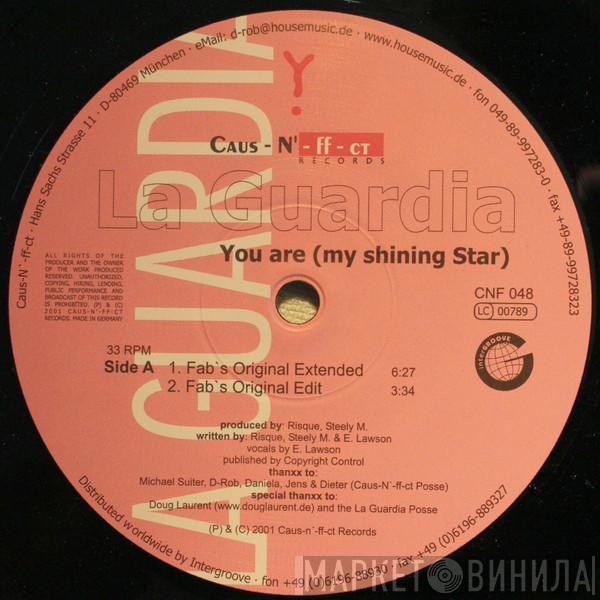 Caus-N`-ff-ct · Hans Sachs Strasse 11 · D-80469 München · eMail: d-rob@housemusic.de · www.housemusic.de · fon 049-89-997283-0 · fax +49-89-99728323
LA GUARDIA
Y.
CAUS - N' - ff - CT
RECORDS
La Guardia
You are (my shining Star)
ALL RIGHTS OF THE
PRODUCER AND THE OWNER
OF THE WORK PRODUCED
RESERVED. UNAUTHORIZED,
COPYING, HIRING, LENDING,
PUBLIC PERFORMANCE AND
BROADCAST OF THIS RECORD
IS PROHIBITED. (P) & (C)
2001 CAUS-N`-FF-CT
RECORDS. MADE IN GERMANY
CNF 048
LC 00789
interGROOVE
33 RPM
Side A 1. Fab`s Original Extended 6:27
2. Fab`s Original Edit 3:34
produced by: Risque, Steely M.
written by: Risque, Steely M. & E. Lawson
vocals by E. Lawson
published by Copyright Control
thanxx to:
Michael Suiter, D-Rob, Daniela, Jens & Dieter (Caus-N`-ff-ct Posse)
special thanxx to:
Doug Laurent (www.douglaurent.de) and the La Guardia Posse
(P) & (C) 2001 Caus-n´-ff-ct Records
Distributed worldwide by Intergroove · fon +49 (0)6196-88930 · fax +49 (0)6196-889327
МАРКЕТ ВИНИЛА